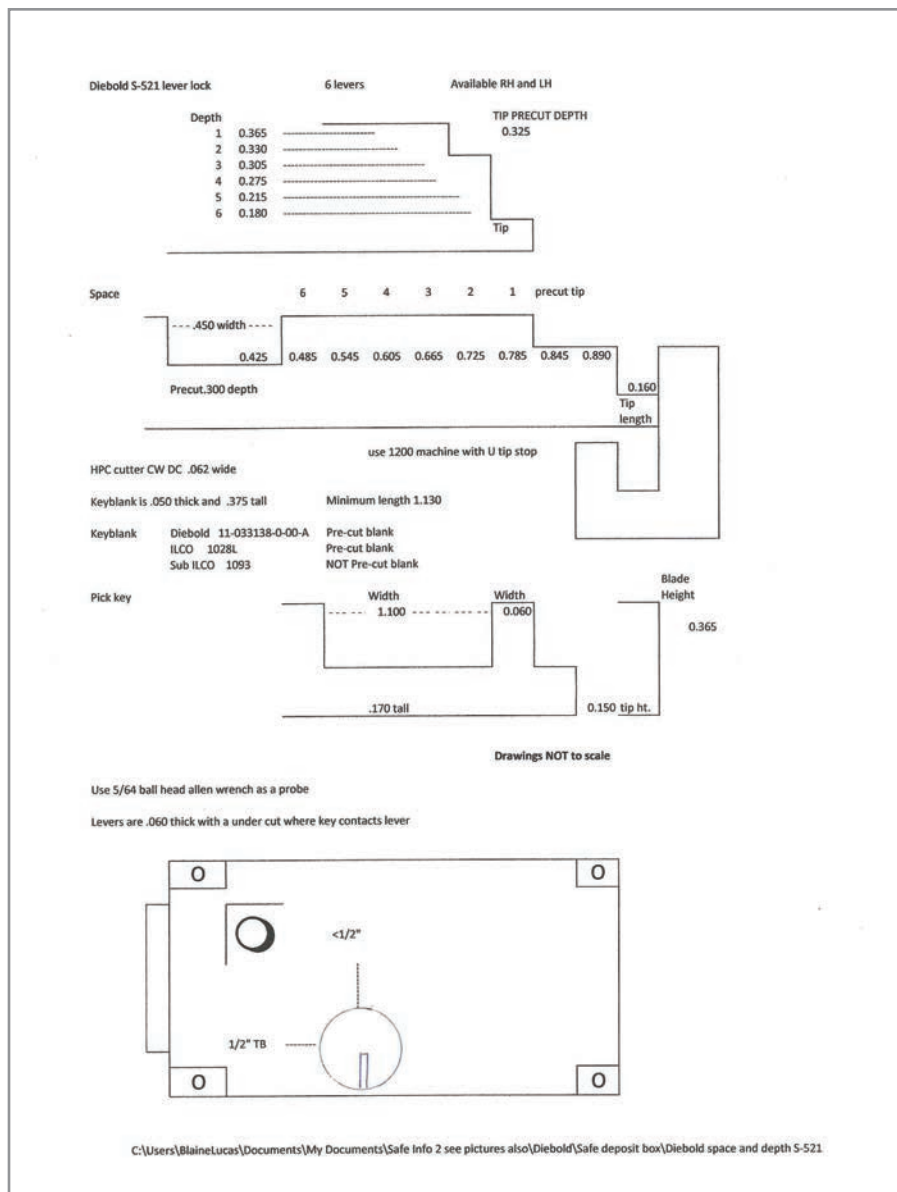 Diebold S-521 lever lock 6 levers Available RH and LH
Depth TIP PRECUT DEPTH
1 0.365 0.325
2 0.330
3 0.305
4 0.275
5 0.215
6 0.180
Tip
Space 6 5 4 3 2 1 precut tip
.450 width
0.425 0.485 0.545 0.605 0.665 0.725 0.785 0.845 0.890
Precut.300 depth 0.160
Tip
length
use 1200 machine with U tip stop
HPC cutter CW DC .062 wide
Keyblank is .050 thick and .375 tall Minimum length 1.130
Keyblank Diebold 11-033138-0-00-A Pre-cut blank
ILCO 1028L Pre-cut blank
Sub ILCO 1093 NOT Pre-cut blank
Pick key Width Width Blade
Height
1.100 0.060
0.365
.170 tall 0.150 tip ht.
Drawings NOT to scale
Use 5/64 ball head allen wrench as a probe
Levers are .060 thick with a under cut where key contacts lever
O O
<1/2"
1/2" TB
O O
C:\Users\BlaineLucas\Documents\My Documents\Safe Info 2 see pictures also\Diebold\Safe deposit box\Diebold space and depth S-521